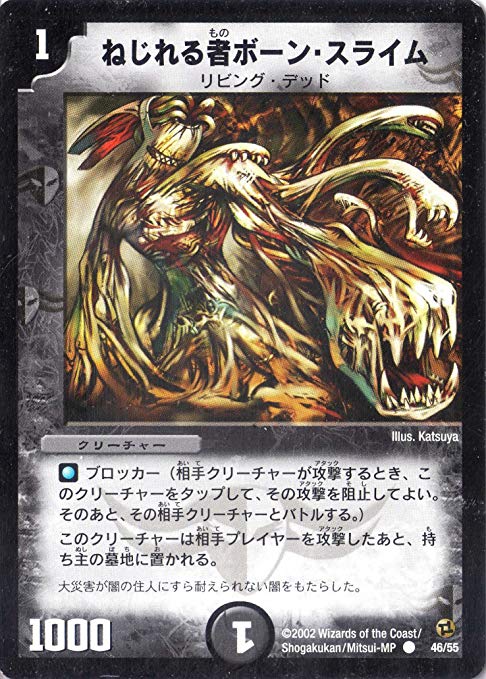 1
ねじれる者ボーン・スライム
もの
リビング・デッド
Illus. Katsuya
クリーチャー
ブロッカー（相手クリーチャーが攻撃するとき、こ
のクリーチャーをタップして、その攻撃を阻止してよい。
そのあと、その相手クリーチャーとバトルする。）
このクリーチャーは相手プレイヤーを攻撃したあと、持
ち主の墓地に置かれる。
大災害が闇の住人にすら耐えられない闇をもたらした。
1000
1
©2002 Wizards of the Coast/
Shogakukan/Mitsui-MP
46/55